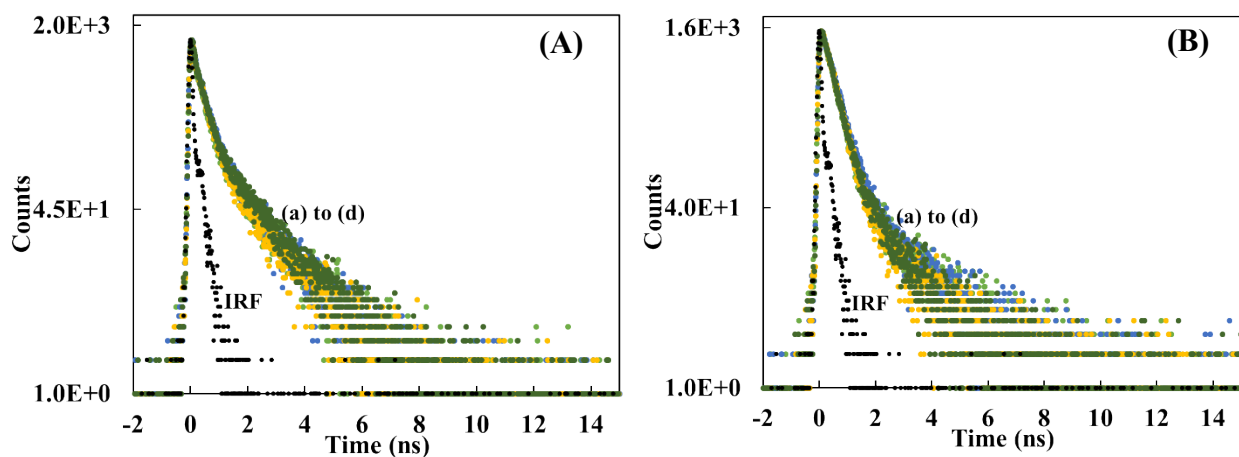 (A)
2.0E+3
4.5E+1
1.0E+0
Counts
(a) to (d)
IRF
-2 0 2 4 6 8 10 12 14
Time (ns)
(B)
1.6E+3
4.0E+1
1.0E+0
Counts
(a) to (d)
IRF
-2 0 2 4 6 8 10 12 14
Time (ns)